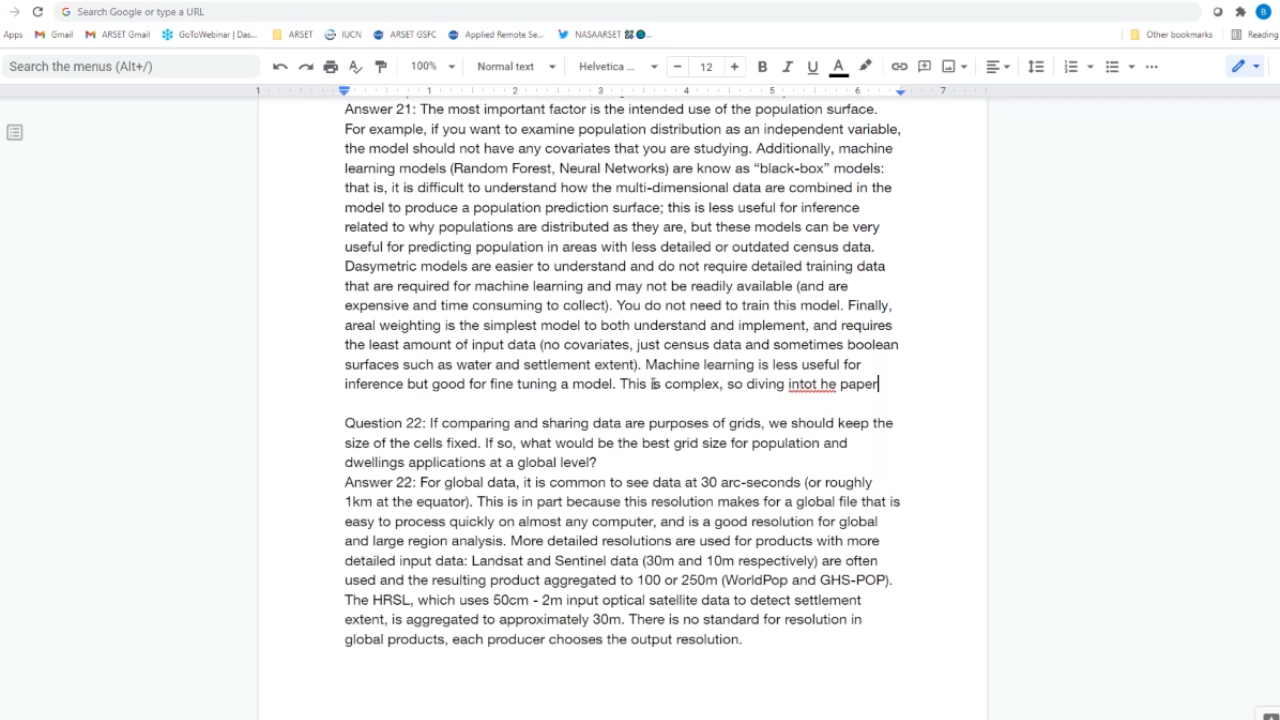 Search Google or type a URL
B
Apps Gmail ARSET Gmail GoToWebinar | Das... ARSET IUCN ARSET GSFC Applied Remote Se... NASAARSET Other bookmarks Reading
Search the menus (Alt+/) 100% Normal text Helvetica ... 12 B I U A
1 1 2 3 4 5 6 7
Answer 21: The most important factor is the intended use of the population surface.
For example, if you want to examine population distribution as an independent variable,
the model should not have any covariates that you are studying. Additionally, machine
learning models (Random Forest, Neural Networks) are know as “black-box” models:
that is, it is difficult to understand how the multi-dimensional data are combined in the
model to produce a population prediction surface; this is less useful for inference
related to why populations are distributed as they are, but these models can be very
useful for predicting population in areas with less detailed or outdated census data.
Dasymetric models are easier to understand and do not require detailed training data
that are required for machine learning and may not be readily available (and are
expensive and time consuming to collect). You do not need to train this model. Finally,
areal weighting is the simplest model to both understand and implement, and requires
the least amount of input data (no covariates, just census data and sometimes boolean
surfaces such as water and settlement extent). Machine learning is less useful for
inference but good for fine tuning a model. This is complex, so diving intot he paper
Question 22: If comparing and sharing data are purposes of grids, we should keep the
size of the cells fixed. If so, what would be the best grid size for population and
dwellings applications at a global level?
Answer 22: For global data, it is common to see data at 30 arc-seconds (or roughly
1km at the equator). This is in part because this resolution makes for a global file that is
easy to process quickly on almost any computer, and is a good resolution for global
and large region analysis. More detailed resolutions are used for products with more
detailed input data: Landsat and Sentinel data (30m and 10m respectively) are often
used and the resulting product aggregated to 100 or 250m (WorldPop and GHS-POP).
The HRSL, which uses 50cm - 2m input optical satellite data to detect settlement
extent, is aggregated to approximately 30m. There is no standard for resolution in
global products, each producer chooses the output resolution.